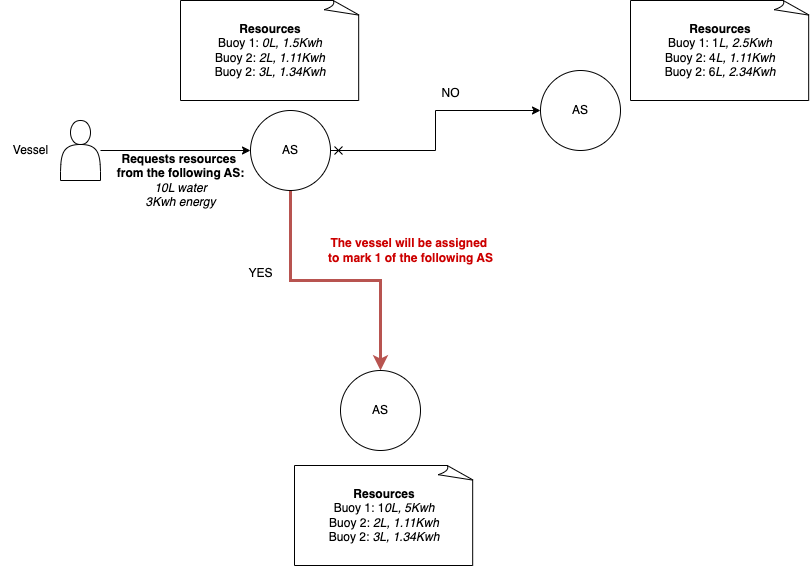 Resources
Buoy 1: 0L, 1.5Kwh
Buoy 2: 2L, 1.11Kwh
Buoy 2: 3L, 1.34Kwh
Resources
Buoy 1: 1L, 2.5Kwh
Buoy 2: 4L, 1.11Kwh
Buoy 2: 6L, 2.34Kwh
NO
AS
Vessel
AS
Requests resources
from the following AS:
10L water
3Kwh energy
The vessel will be assigned
to mark 1 of the following AS
YES
AS
Resources
Buoy 1: 10L, 5Kwh
Buoy 2: 2L, 1.11Kwh
Buoy 2: 3L, 1.34Kwh